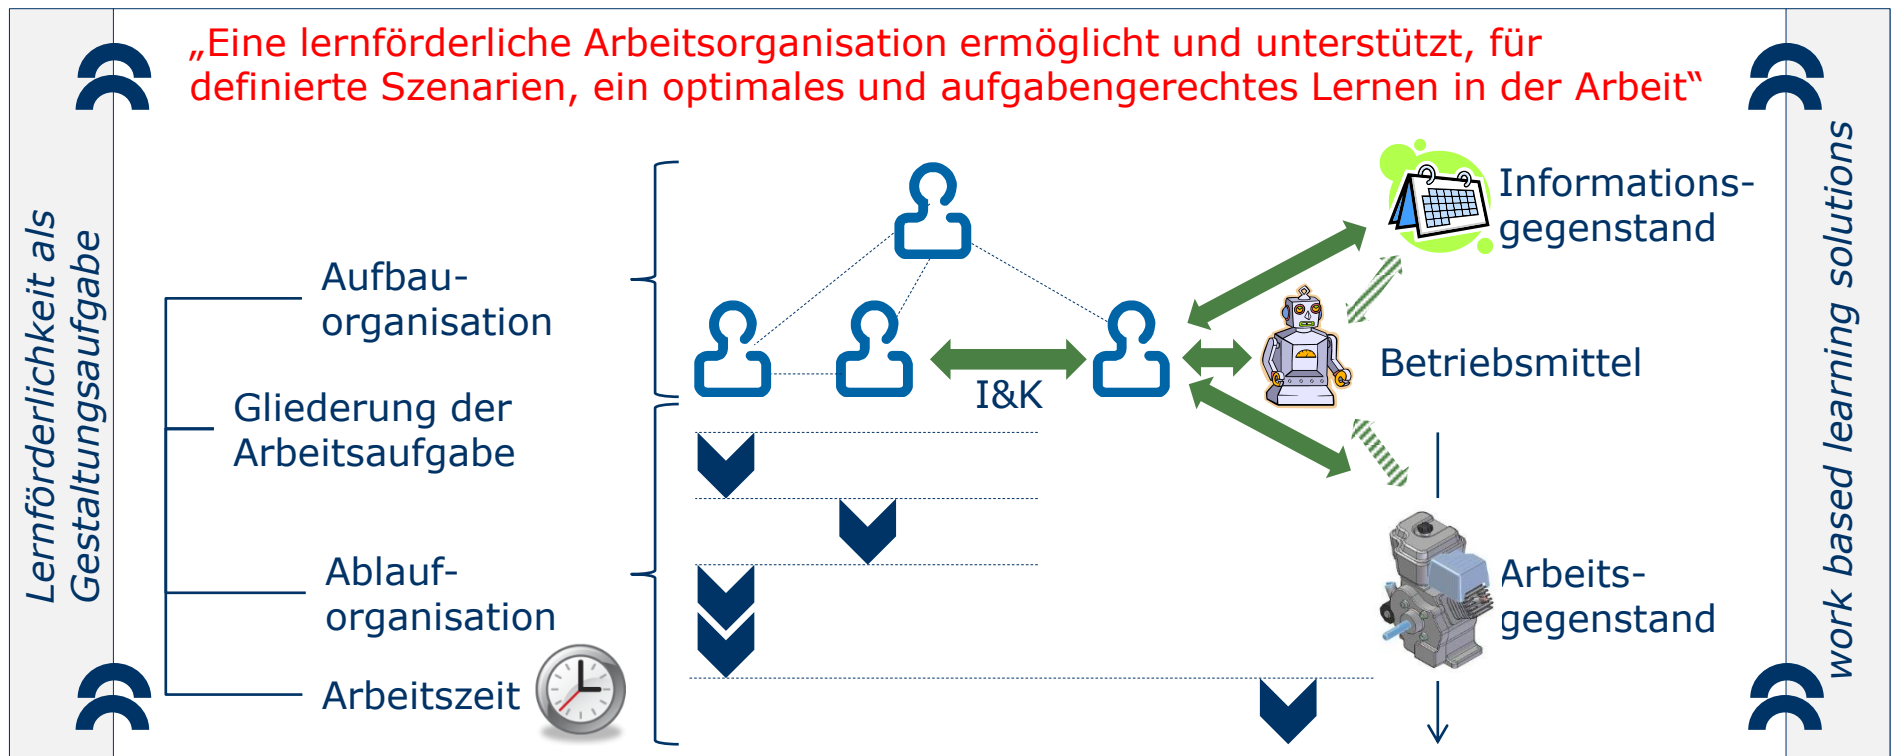 „Eine lernförderliche Arbeitsorganisation ermöglicht und unterstützt, für
definierte Szenarien, ein optimales und aufgabengerechtes Lernen in der Arbeit“
Lernförderlichkeit als
Gestaltungsaufgabe
Aufbau-
organisation
Gliederung der
Arbeitsaufgabe
Ablauf-
organisation
Arbeitszeit
I&K
Informations-
gegenstand
Betriebsmittel
Arbeits-
gegenstand
work based learning solutions